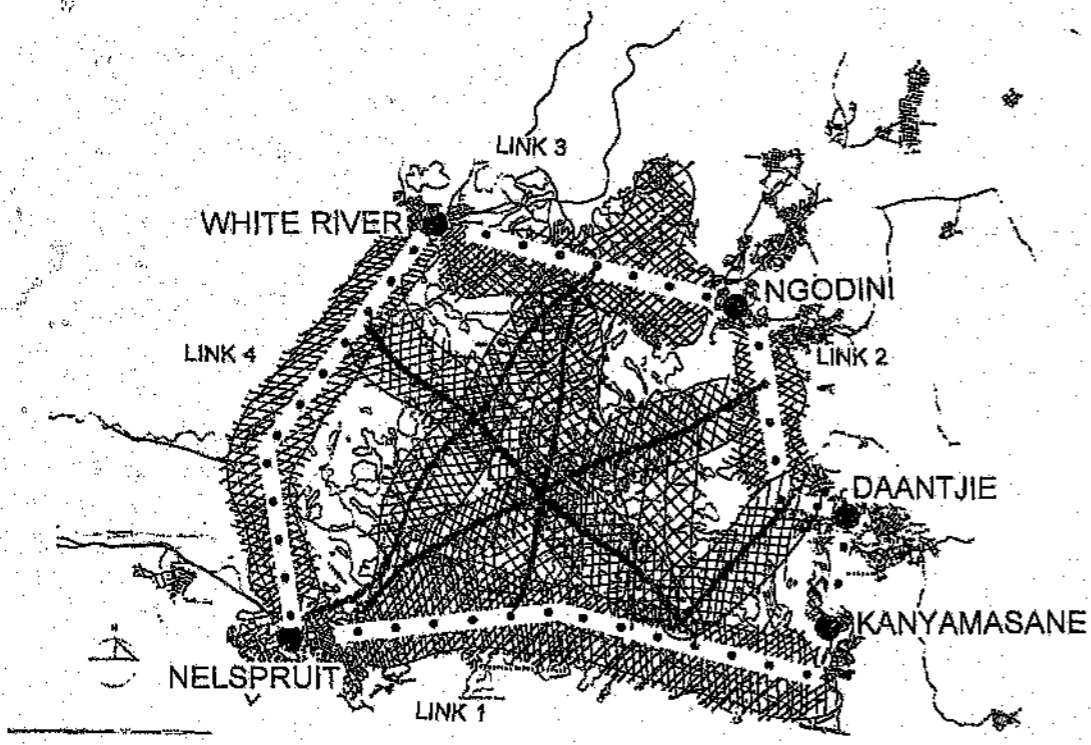 LINK 3
WHITE RIVER
NGODINI
LINK 4
LINK 2
DAANTJIE
KANYAMASANE
NELSPRUIT
LINK 1